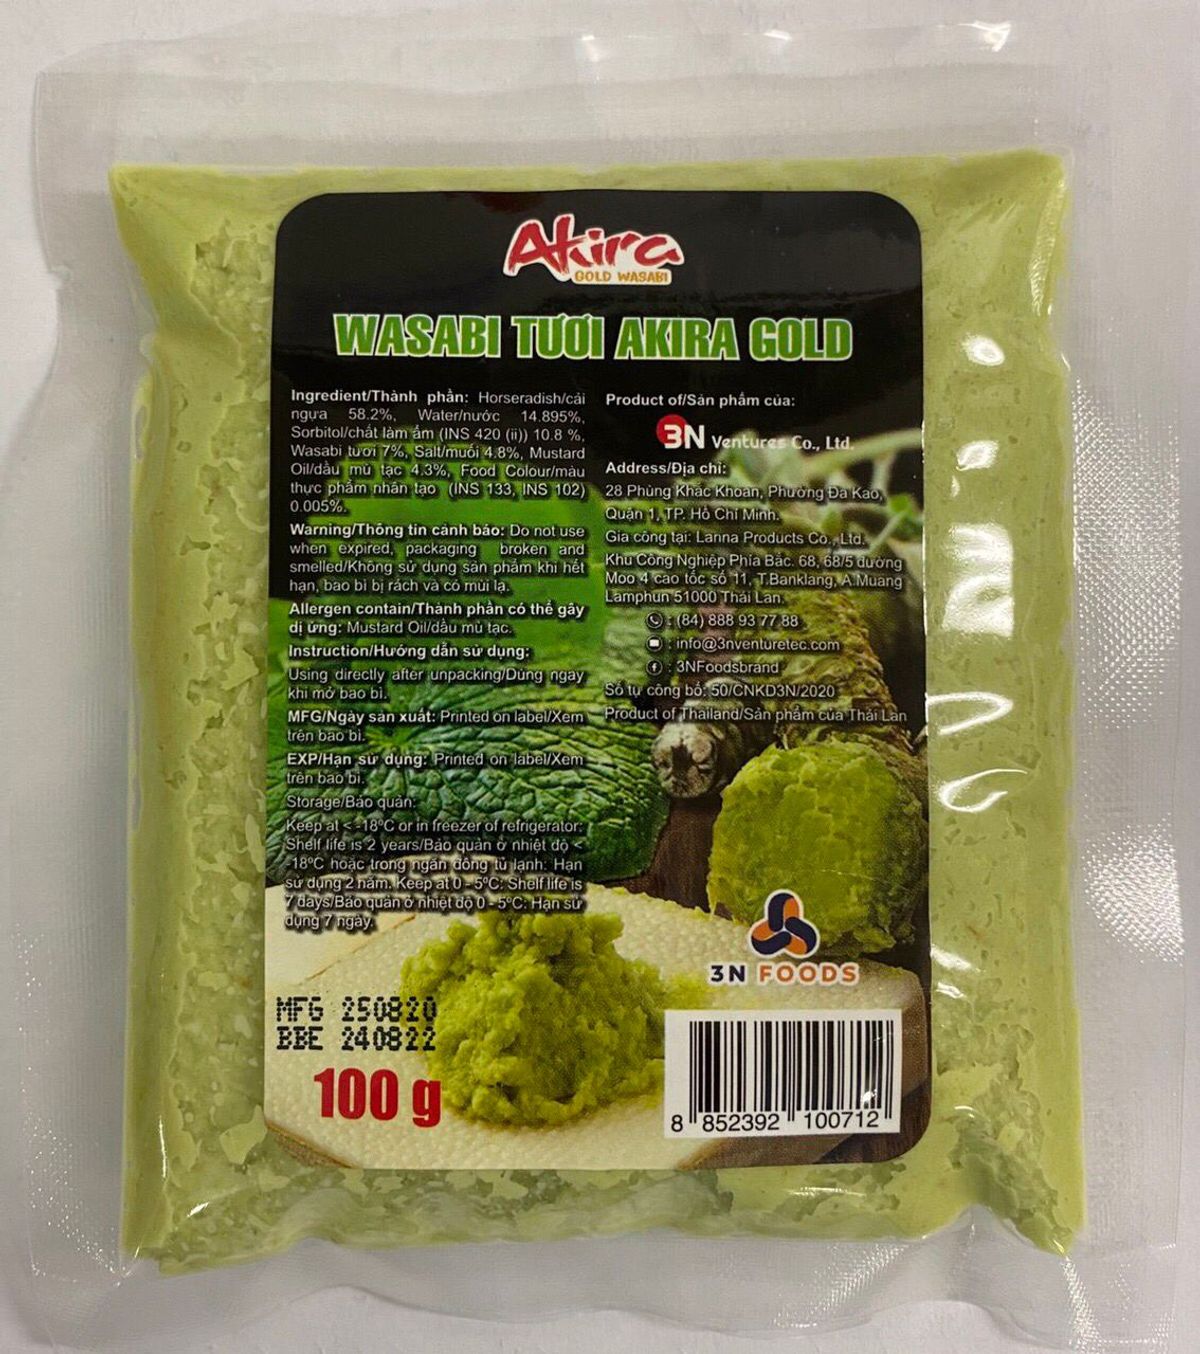 Akira
GOLD WASABI
WASABI TƯƠI AKIRA GOLD
Ingredient/Thành phần: Horseradish/cải
ngựa 58.2%, Water/nước 14.895%,
Sorbitol/chất làm ẩm (INS 420 (ii)) 10.8 %,
Wasabi tươi 7%, Salt/muối 4.8%, Mustard
Oil/dầu mù tạc 4.3%, Food Colour/màu
thực phẩm nhân tạo (INS 133, INS 102)
0.005%.
Warning/Thông tin cảnh báo: Do not use
when expired, packaging broken and
smelled/Không sử dụng sản phẩm khi hết
hạn, bao bì bị rách và có mùi lạ.
Allergen contain/Thành phần có thể gây
dị ứng: Mustard Oil/dầu mù tạc.
Instruction/Hướng dẫn sử dụng:
Using directly after unpacking/Dùng ngay
khi mở bao bì.
MFG/Ngày sản xuất: Printed on label/Xem
trên bao bì.
EXP/Hạn sử dụng: Printed on label/Xem
trên bao bì.
Storage/Bảo quản:
Keep at < -18ºC or in freezer of refrigerator:
Shelf life is 2 years/Bảo quản ở nhiệt độ <
-18ºC hoặc trong ngăn đông tủ lạnh: Hạn
sử dụng 2 năm. Keep at 0 - 5ºC: Shelf life is
7 days/Bảo quản ở nhiệt độ 0 - 5ºC: Hạn sử
dụng 7 ngày.
MFG 250820
BBE 240822
100 g
Product of/Sản phẩm của:
3N Ventures Co., Ltd.
Address/Địa chỉ:
28 Phùng Khắc Khoan, Phường Đa Kao,
Quận 1, TP. Hồ Chí Minh.
Gia công tại: Lanna Products Co., Ltd.
Khu Công Nghiệp Phía Bắc. 68, 68/5 đường
Moo 4 cao tốc số 11, T.Banklang, A.Muang
Lamphun 51000 Thái Lan.
: (84) 888 93 77 88
: info@3nventuretec.com
: 3NFoodsbrand
Số tự công bố: 50/CNKD3N/2020
Product of Thailand/Sản phẩm của Thái Lan
3N FOODS
8 852392 100712